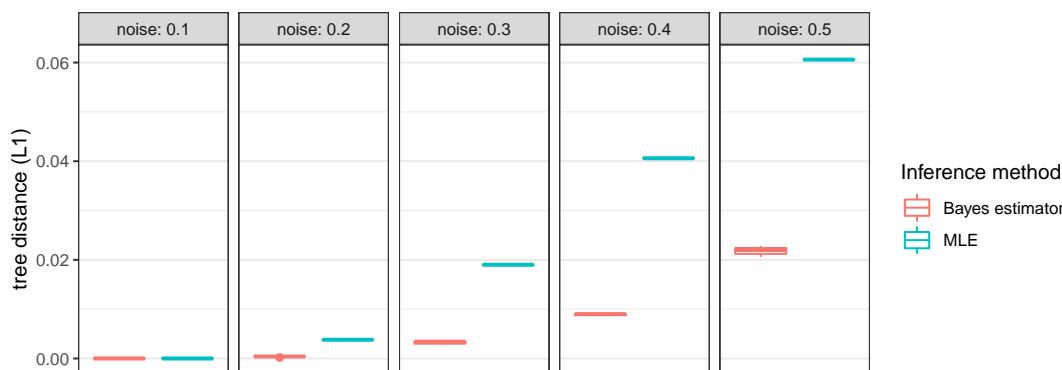 noise: 0.1
noise: 0.2
noise: 0.3
noise: 0.4
noise: 0.5
0.06
0.04
0.02
0.00
tree distance (L1)
Inference method
Bayes estimator
MLE